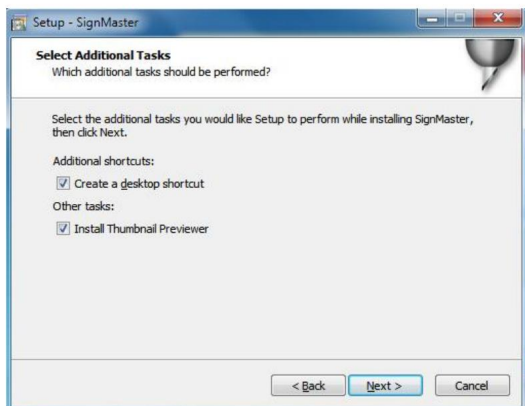 Setup - SignMaster
Select Additional Tasks
Which additional tasks should be performed?
Select the additional tasks you would like Setup to perform while installing SignMaster,
then click Next.
Additional shortcuts:
Create a desktop shortcut
Other tasks:
Install Thumbnail Previewer
< Back
Next >
Cancel